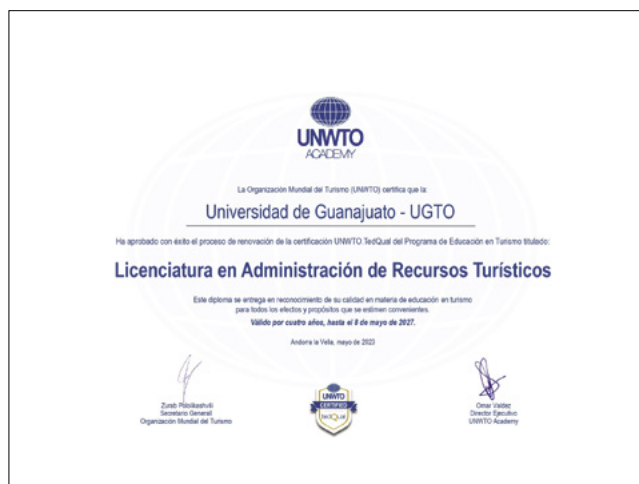 UNWTO
ACADEMY
La Organización Mundial del Turismo (UNWTO) certifica que la:
Universidad de Guanajuato - UGTO
Ha aprobado con éxito el proceso de renovación de la certificación UNWTO TedQual del Programa de Educación en Turismo titulado:
Licenciatura en Administración de Recursos Turísticos
Este diploma se entrega en reconocimiento de su calidad en materia de educación en turismo
para todos los efectos y propósitos que se estimen convenientes.
Válido por cuatro años, hasta el 8 de mayo de 2027.
Andorra la Vella, mayo de 2023
Zurab Pololikashvili
Secretario General
Organización Mundial del Turismo
UNWTO
CERTIFIED
tedQual
Omar Valdez
Director Ejecutivo
UNWTO Academy